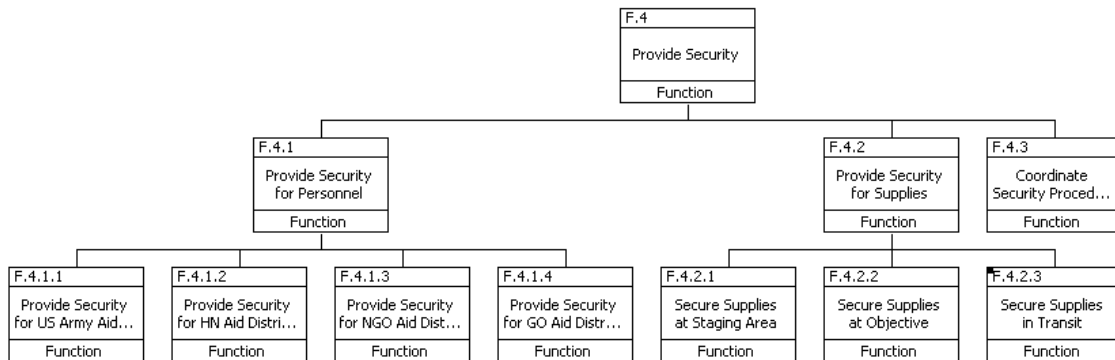 F.4
Provide Security
Function
F.4.1
Provide Security
for Personnel
Function
F.4.2
Provide Security
for Supplies
Function
F.4.3
Coordinate
Security Proced...
Function
F.4.1.1
Provide Security
for US Army Aid...
Function
F.4.1.2
Provide Security
for HN Aid Distri...
Function
F.4.1.3
Provide Security
for NGO Aid Dist...
Function
F.4.1.4
Provide Security
for GO Aid Distr...
Function
F.4.2.1
Secure Supplies
at Staging Area
Function
F.4.2.2
Secure Supplies
at Objective
Function
F.4.2.3
Secure Supplies
in Transit
Function